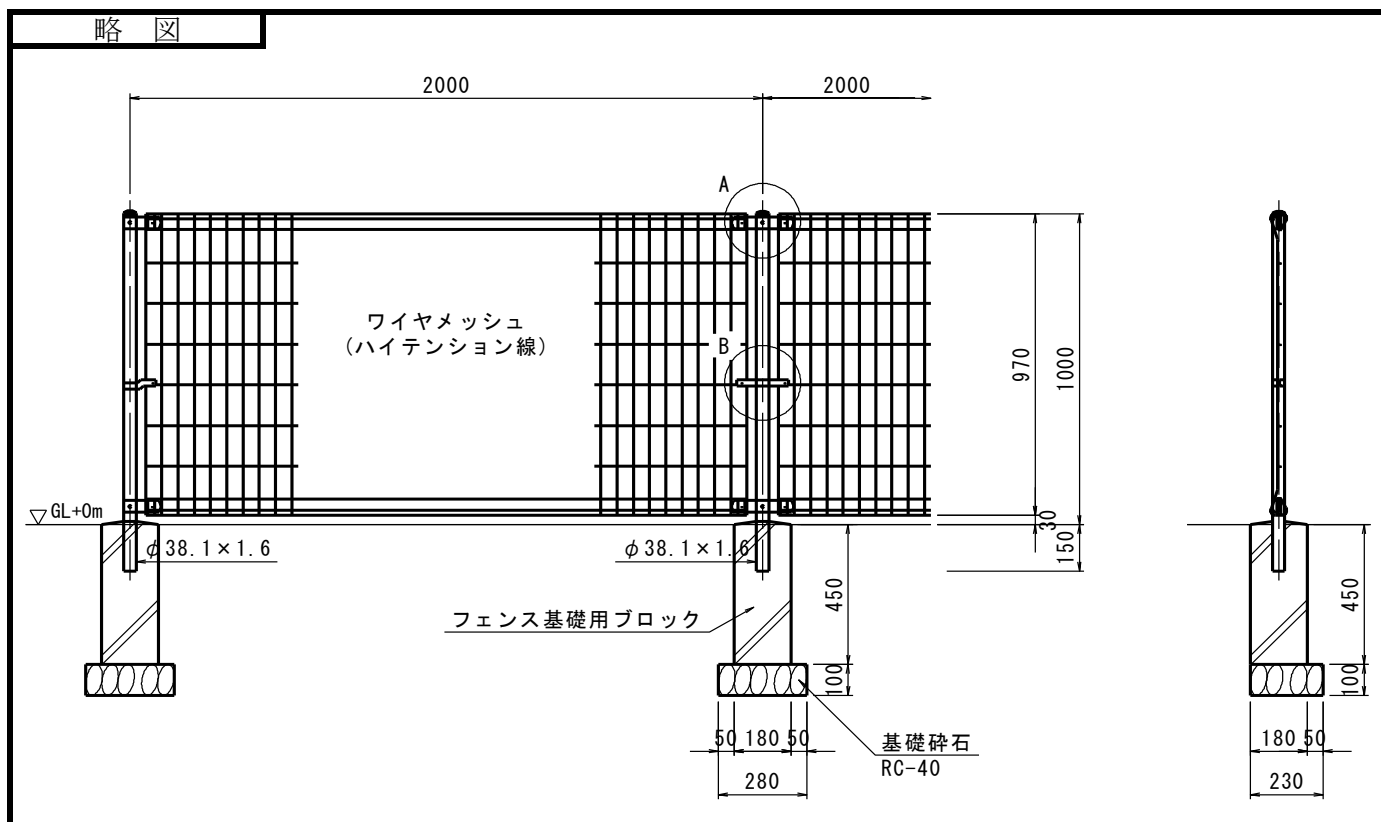 略 図
2000
2000
A
ワイヤメッシュ
(ハイテンション線)
B
970
1000
GL+0m
30
150
φ38.1×1.6
φ38.1×1.6
450
450
フェンス基礎用ブロック
100
100
50 180 50
180 50
基礎砕石
RC-40
280
230